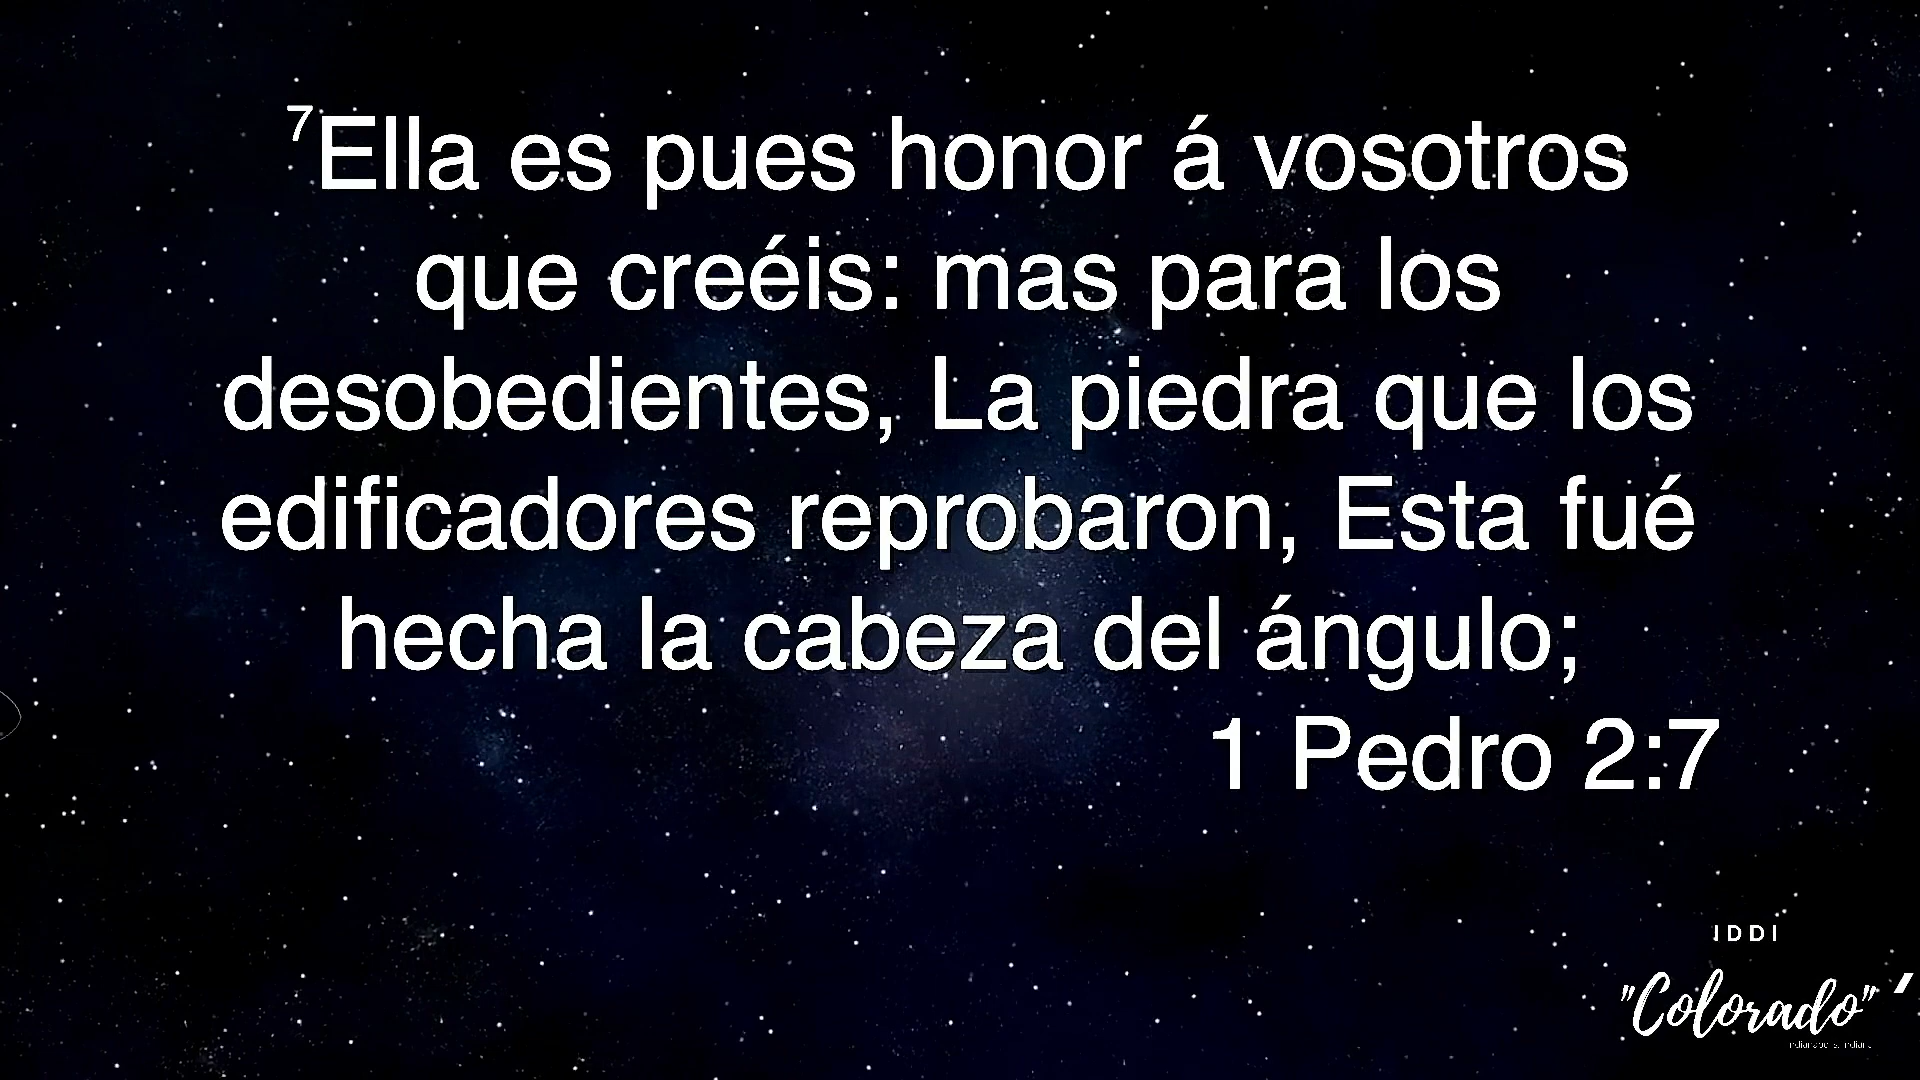 7Ella es pues honor á vosotros
que creéis: mas para los
desobedientes, La piedra que los
edificadores reprobaron, Esta fué
hecha la cabeza del ángulo;
1 Pedro 2:7
IDDI
"Colorado"